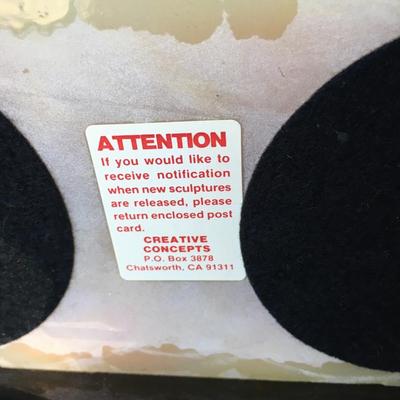 ATTENTION
If you would like to
receive notification
when new sculptures
are released, please
return enclosed post
card.
CREATIVE
CONCEPTS
P.O. Box 3878
Chatsworth, CA 91311